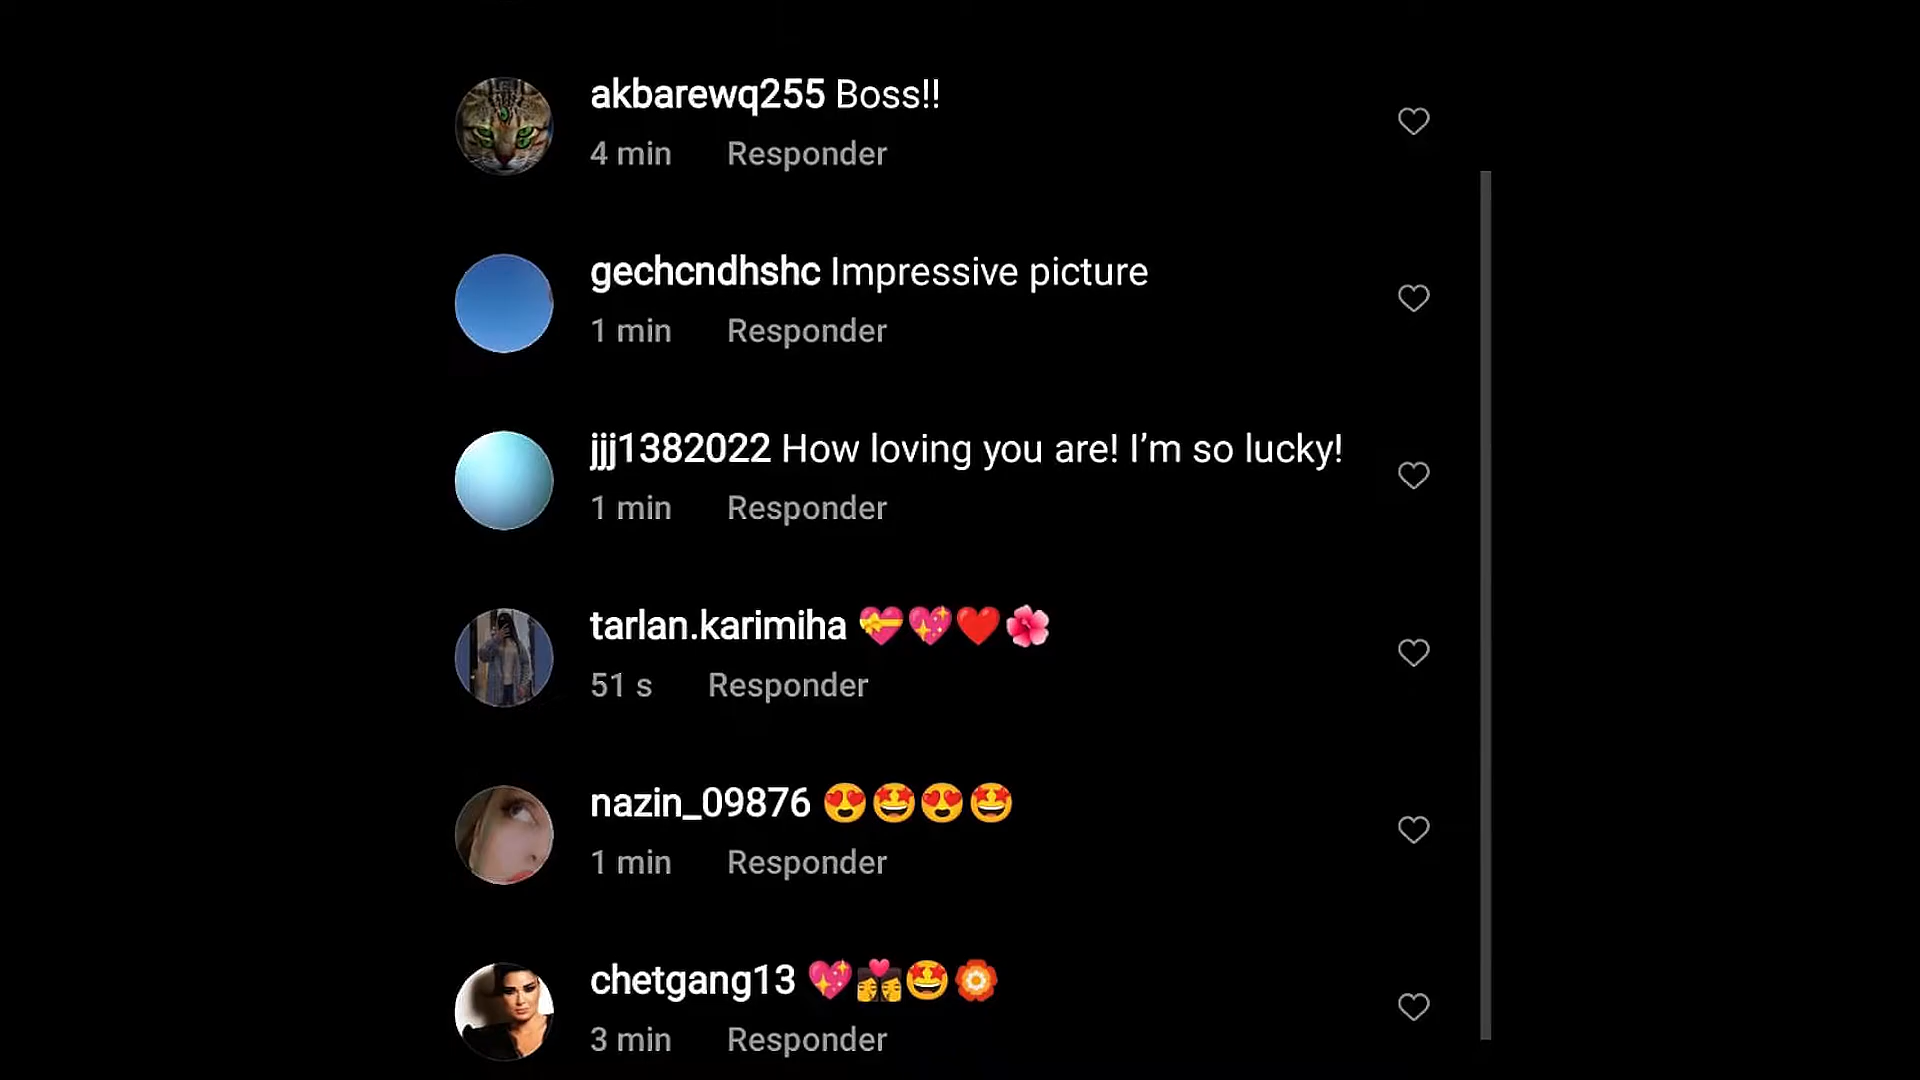 akbarewq255 Boss!!
4 min Responder
gechcndhshc Impressive picture
1 min Responder
jjj1382022 How loving you are! I’m so lucky!
1 min Responder
tarlan.karimiha 💝💖❤️🌺
51 s Responder
nazin_09876 😍🤩😍🤩
1 min Responder
chetgang13 💖👩‍❤️‍💋‍👩🤩🏵️
3 min Responder